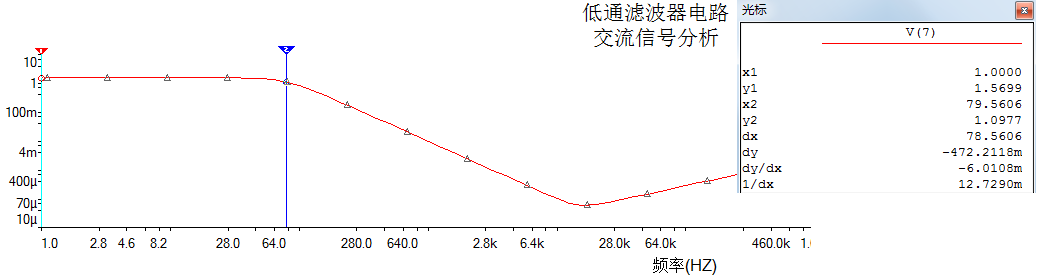 低通滤波器电路
交流信号分析
光标
V(7)
x1 1.0000
y1 1.5699
x2 79.5606
y2 1.0977
dx 78.5606
dy -472.2118m
dy/dx -6.0108m
1/dx 12.7290m
1
2
10
1
100m
4m
400μ
70μ
10μ
1.0 2.8 4.6 8.2 28.0 64.0 280.0 640.0 2.8k 6.4k 28.0k 64.0k 460.0k 1.0
频率(HZ)